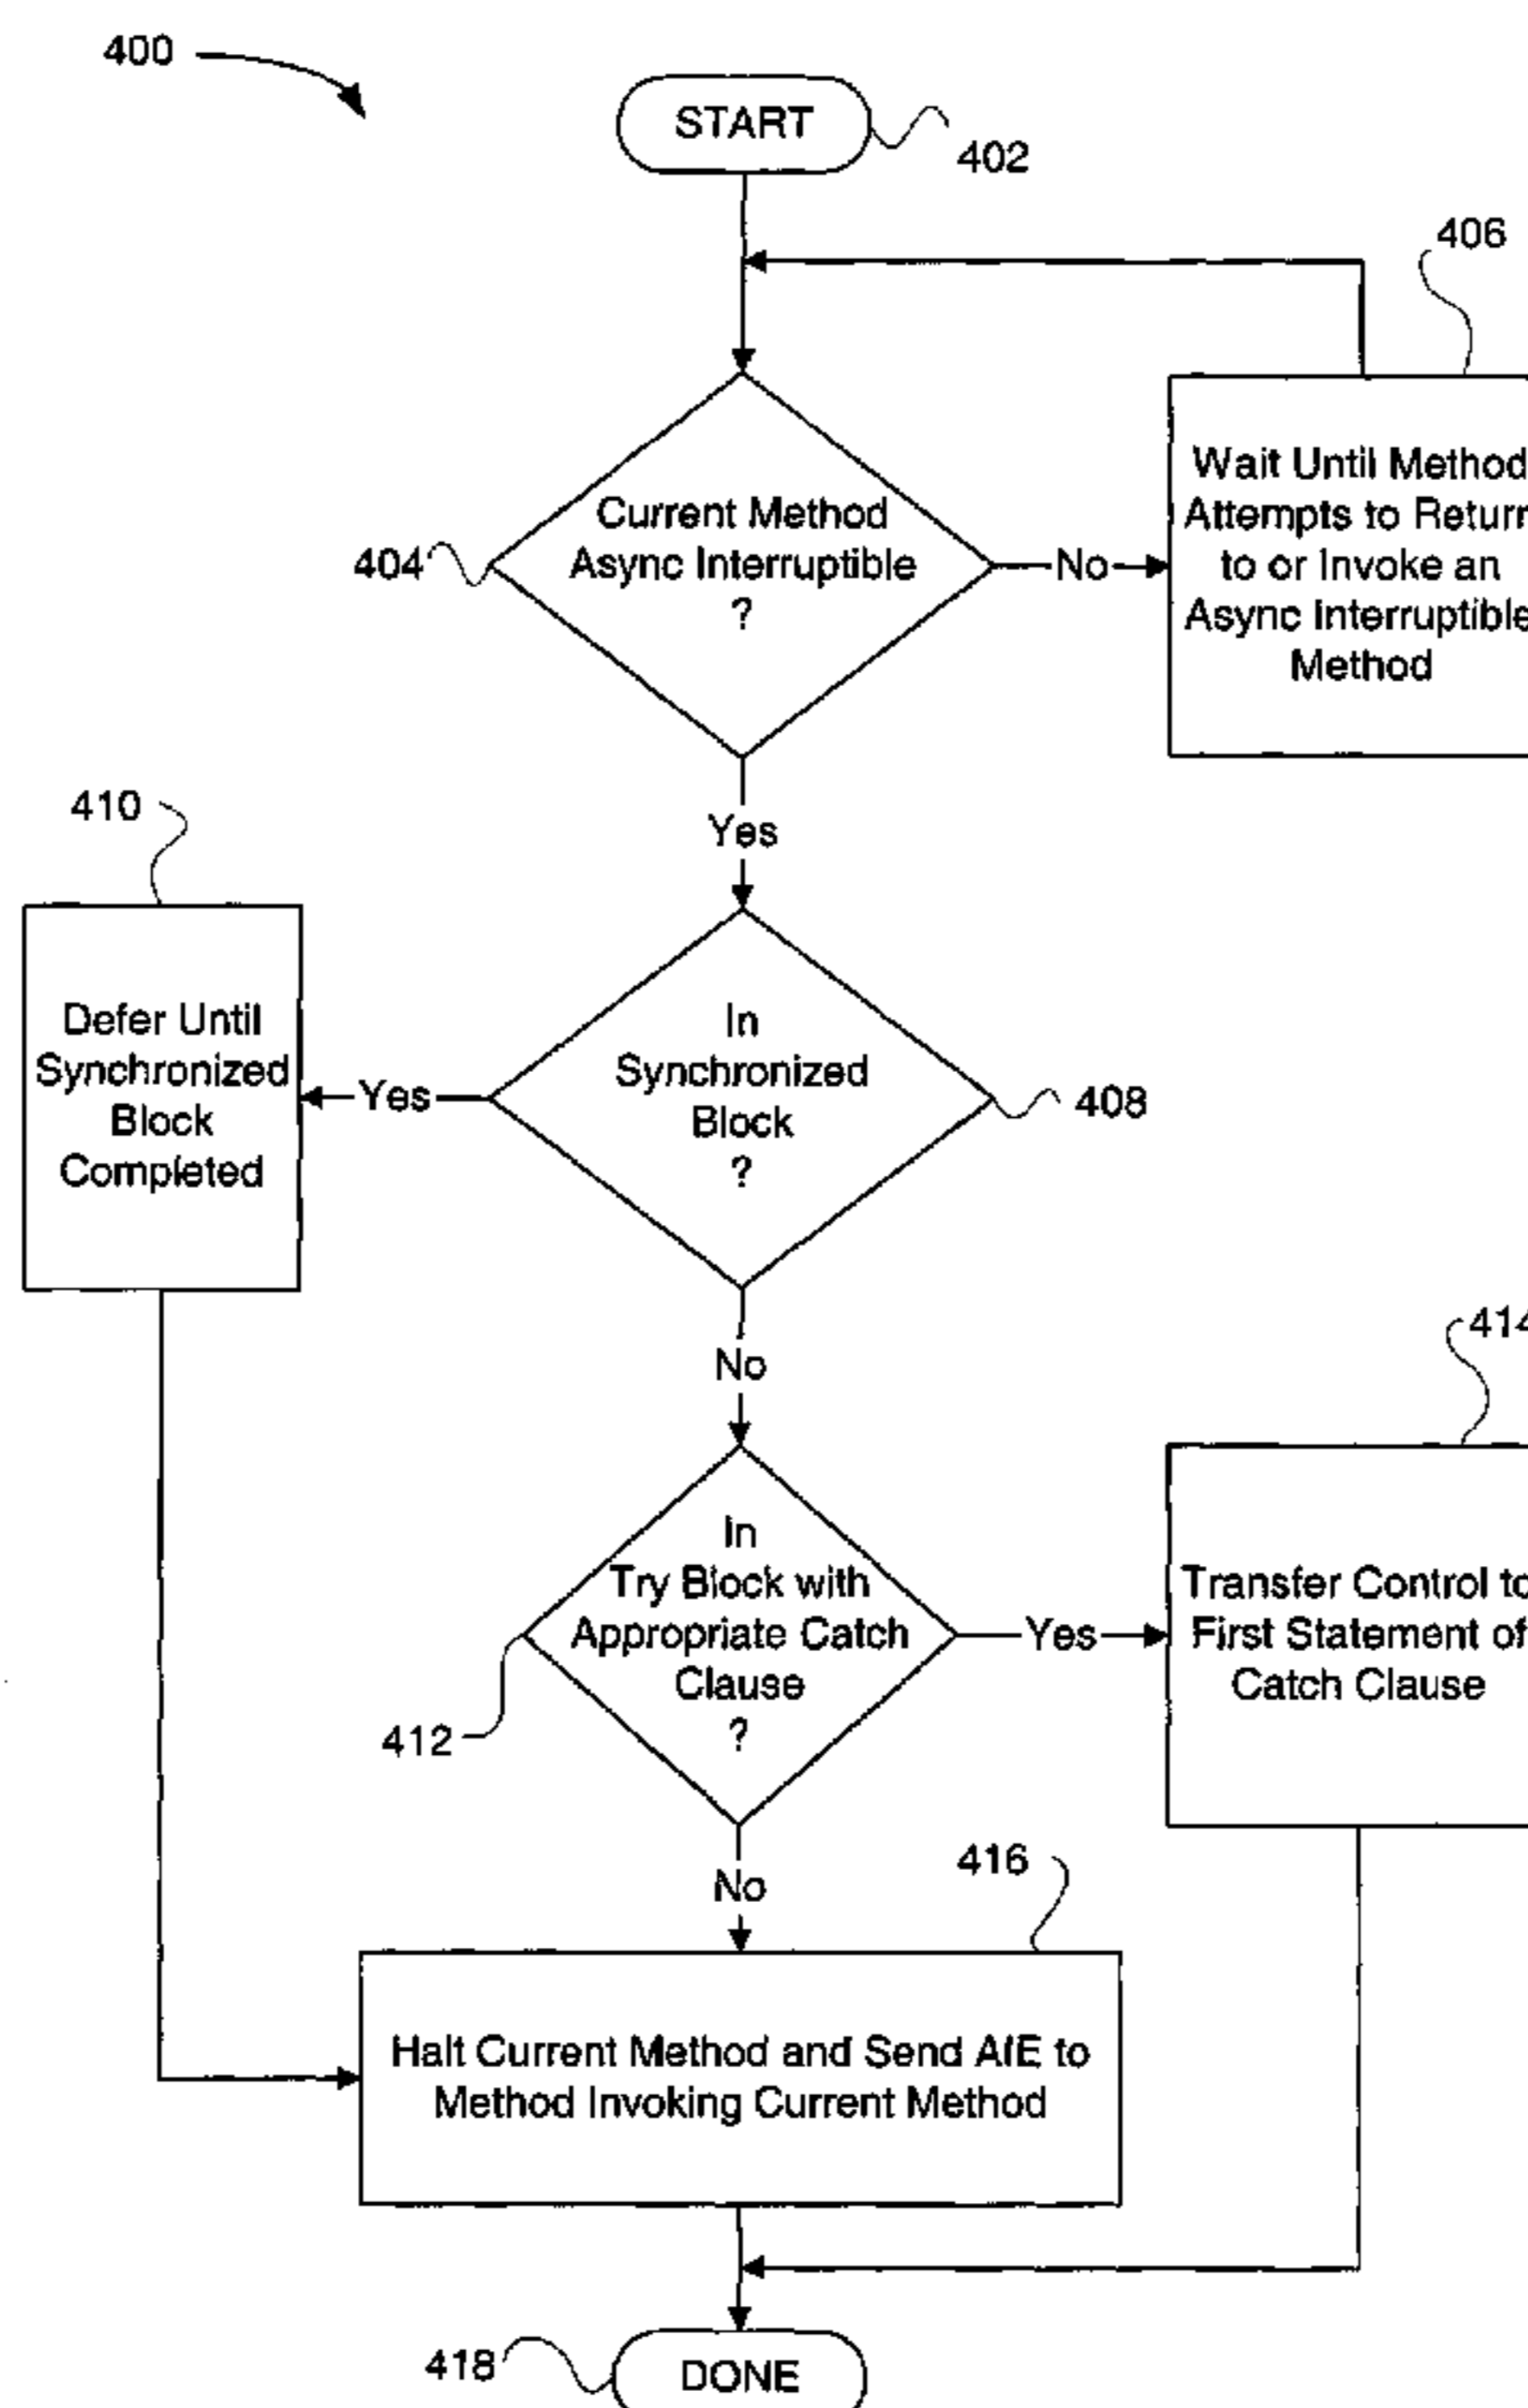 400
START
402
406
Current Method
Async Interruptible
?
404
No
Wait Until Method
Attempts to Return
to or Invoke an
Async Interruptible
Method
Yes
410
In
Synchronized
Block
?
408
Yes
Defer Until
Synchronized
Block
Completed
No
414
In
Try Block with
Appropriate Catch
Clause
?
412
Yes
Transfer Control to
First Statement of
Catch Clause
No
416
Halt Current Method and Send AIE to
Method Invoking Current Method
418
DONE